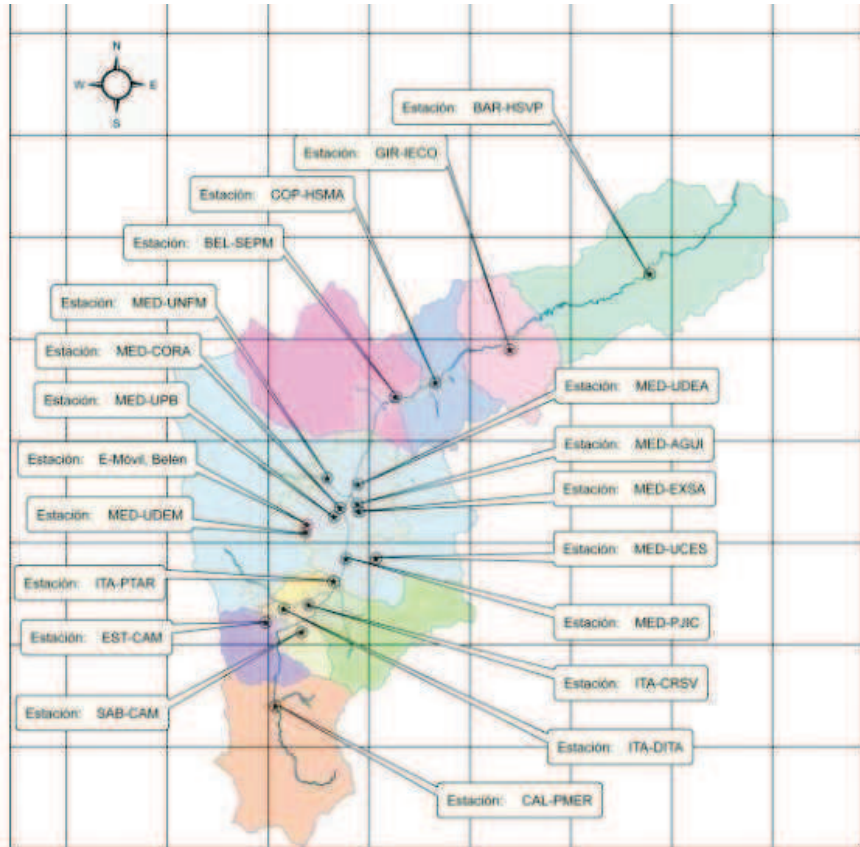 N
W E
S
Estación: BAR-HSVP
Estación: GIR-IECO
Estación: COP-HSMA
Estación: BEL-SEPM
Estación: MED-UNFM
Estación: MED-CORA
Estación: MED-UPB
Estación: E-Móvil, Belén
Estación: MED-UDEM
Estación: ITA-PTAR
Estación: EST-CAM
Estación: SAB-CAM
Estación: MED-UDEA
Estación: MED-AGUI
Estación: MED-EXSA
Estación: MED-UCES
Estación: MED-PJIC
Estación: ITA-CRSV
Estación: ITA-DITA
Estación: CAL-PMER